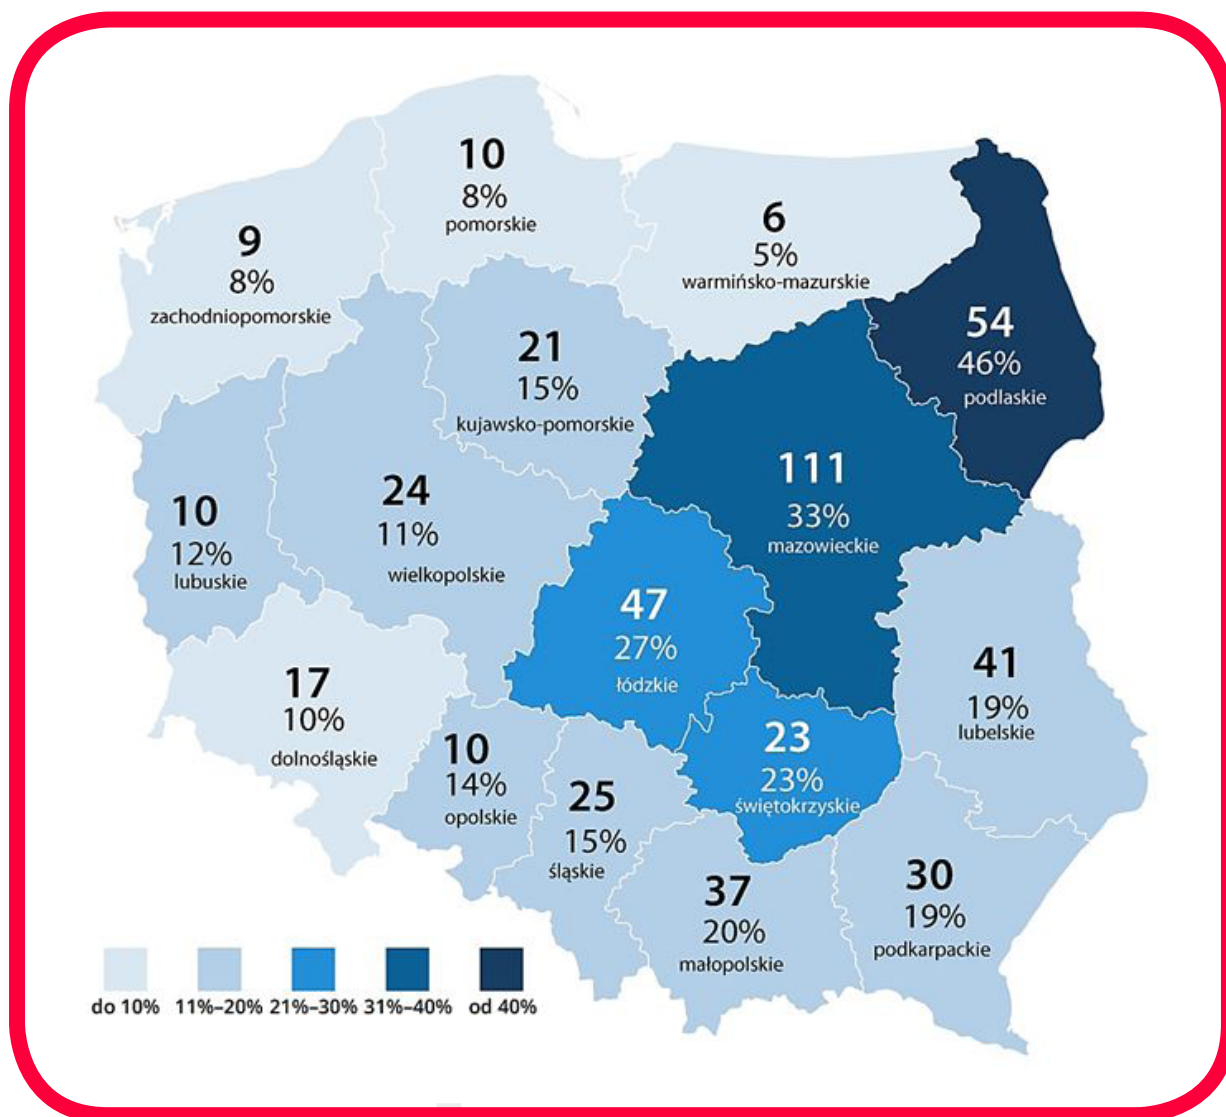 10
8%
pomorskie
6
5%
warmińsko-mazurskie
9
8%
zachodniopomorskie
54
46%
podlaskie
21
15%
kujawsko-pomorskie
111
33%
mazowieckie
24
11%
wielkopolskie
10
12%
lubuskie
47
27%
łódzkie
41
19%
lubelskie
17
10%
dolnośląskie
10
14%
opolskie
23
23%
świętokrzyskie
25
15%
śląskie
37
20%
małopolskie
30
19%
podkarpackie
do 10% 11%–20% 21%–30% 31%–40% od 40%